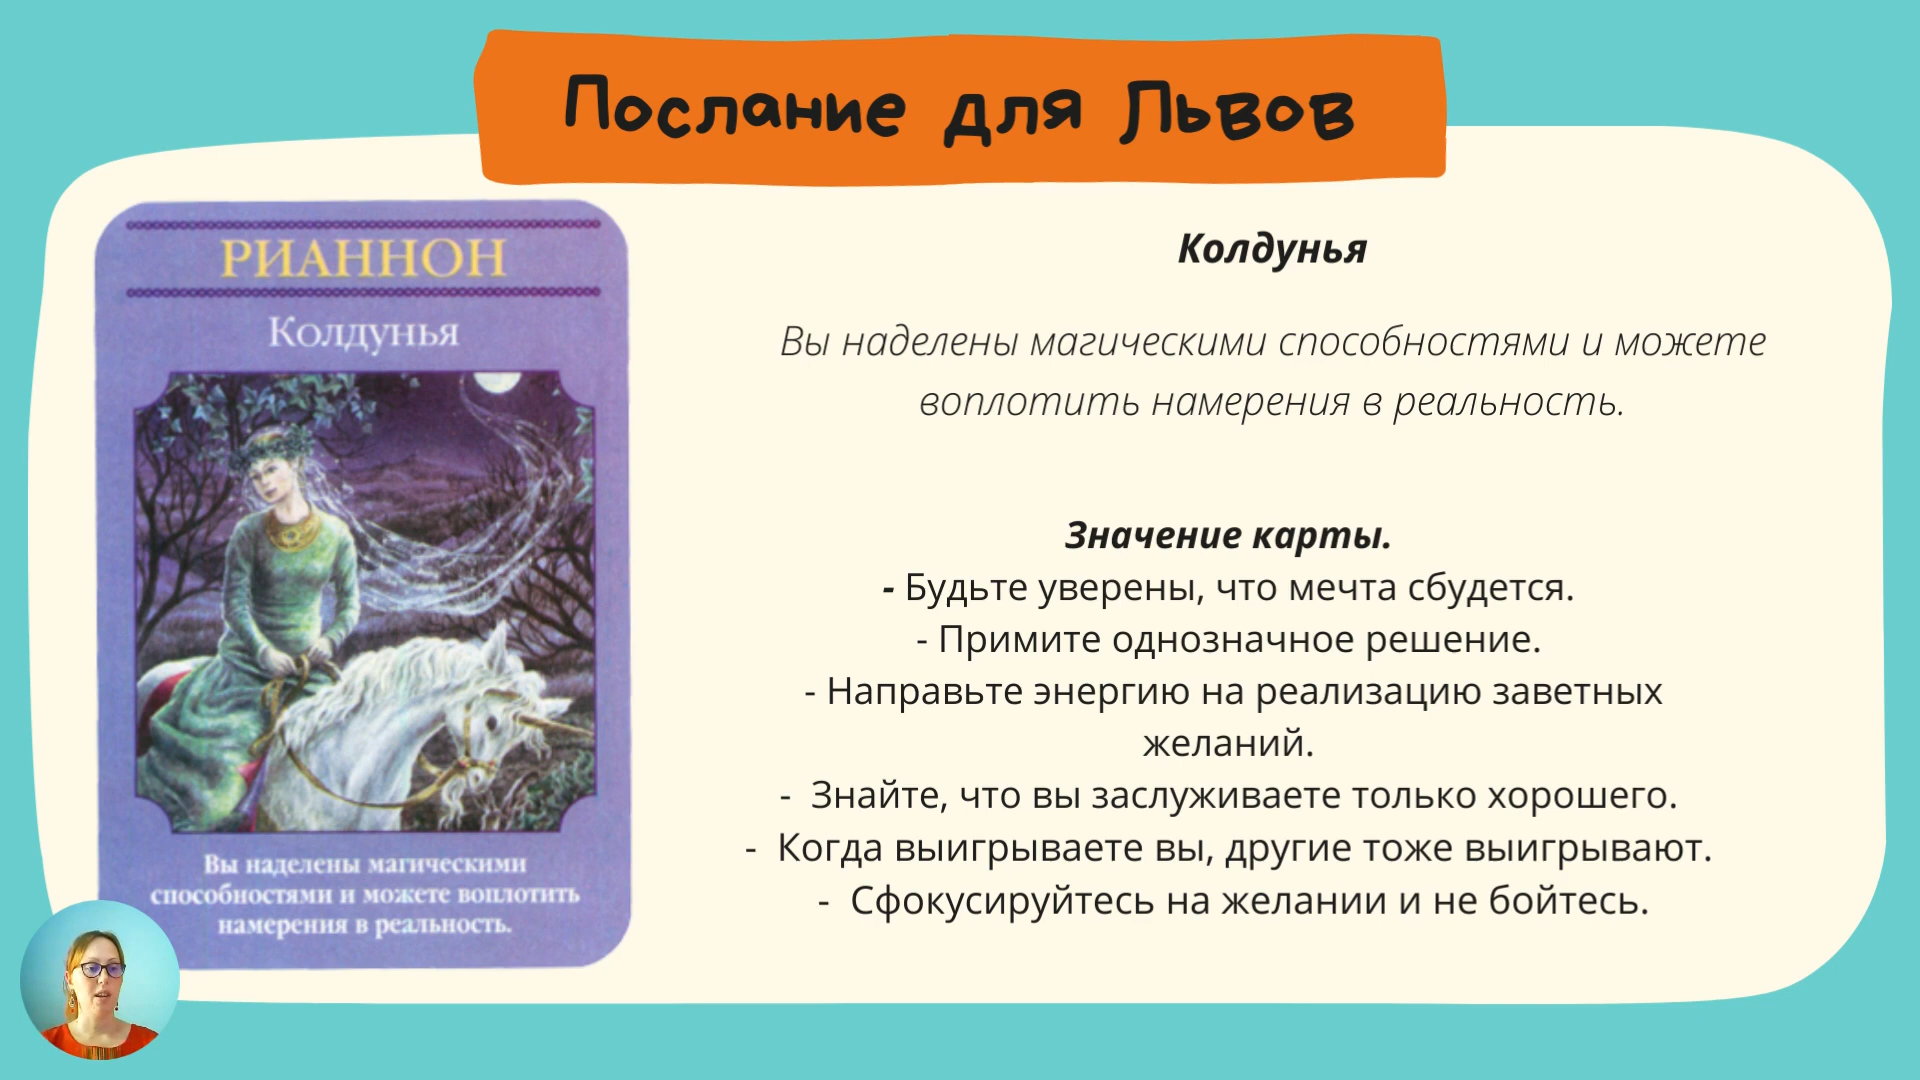 Послание для Львов
РИАННОН
Колдунья
Вы наделены магическими
способностями и можете воплотить
намерения в реальность.
Колдунья
Вы наделены магическими способностями и можете
воплотить намерения в реальность.
Значение карты.
- Будьте уверены, что мечта сбудется.
- Примите однозначное решение.
- Направьте энергию на реализацию заветных
желаний.
- Знайте, что вы заслуживаете только хорошего.
- Когда выигрываете вы, другие тоже выигрывают.
- Сфокусируйтесь на желании и не бойтесь.